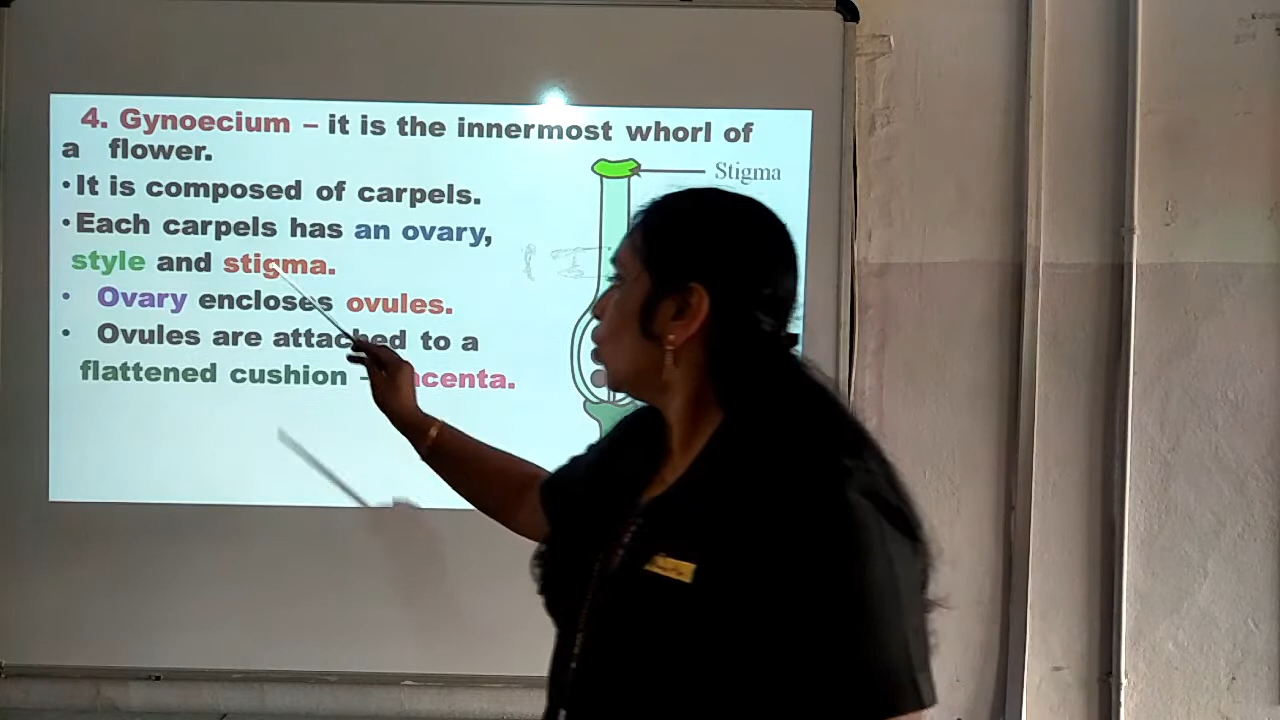 4. Gynoecium – it is the innermost whorl of
a flower.
Stigma
•It is composed of carpels.
•Each carpels has an ovary,
style and stigma.
• Ovary encloses ovules.
• Ovules are attached to a
flattened cushion –